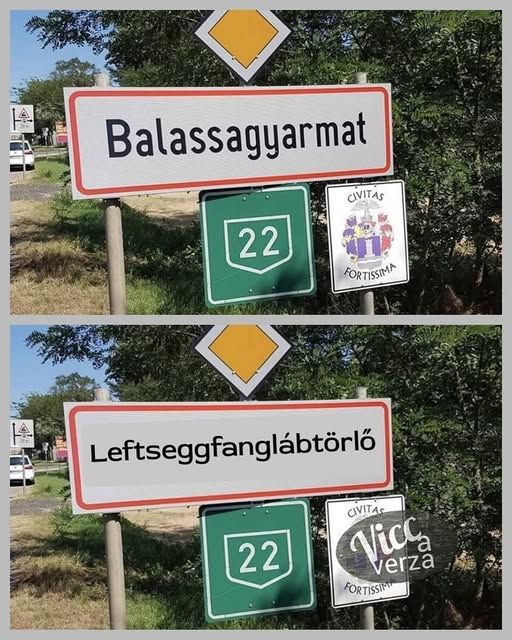 Balassagyarmat
22
CIVITAS
FORTISSIMA
Leftseggfanglábtörlő
22
CIVITAS
Vicc
a
verza
FORTISSIMA